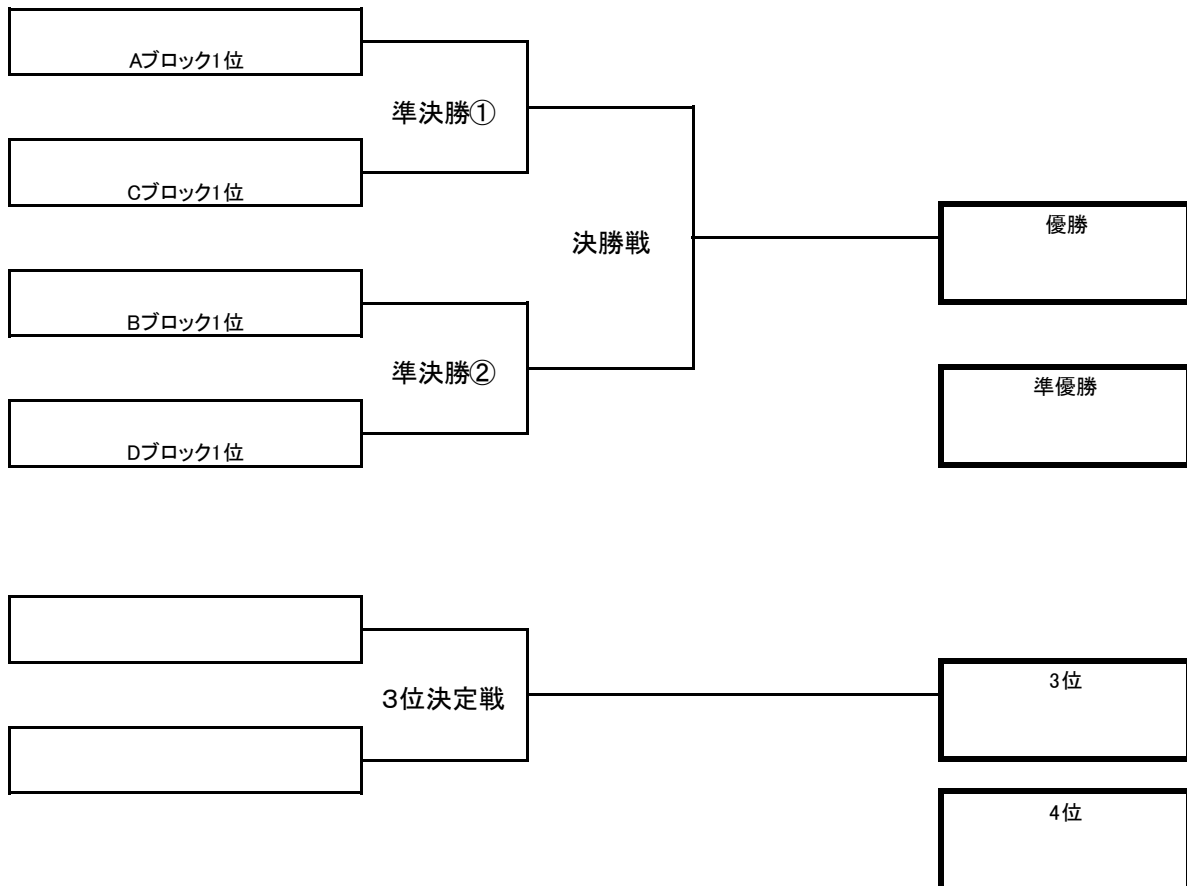 Aブロック1位
準決勝①
Cブロック1位
決勝戦
優勝
Bブロック1位
準決勝②
準優勝
Dブロック1位
3位決定戦
3位
4位